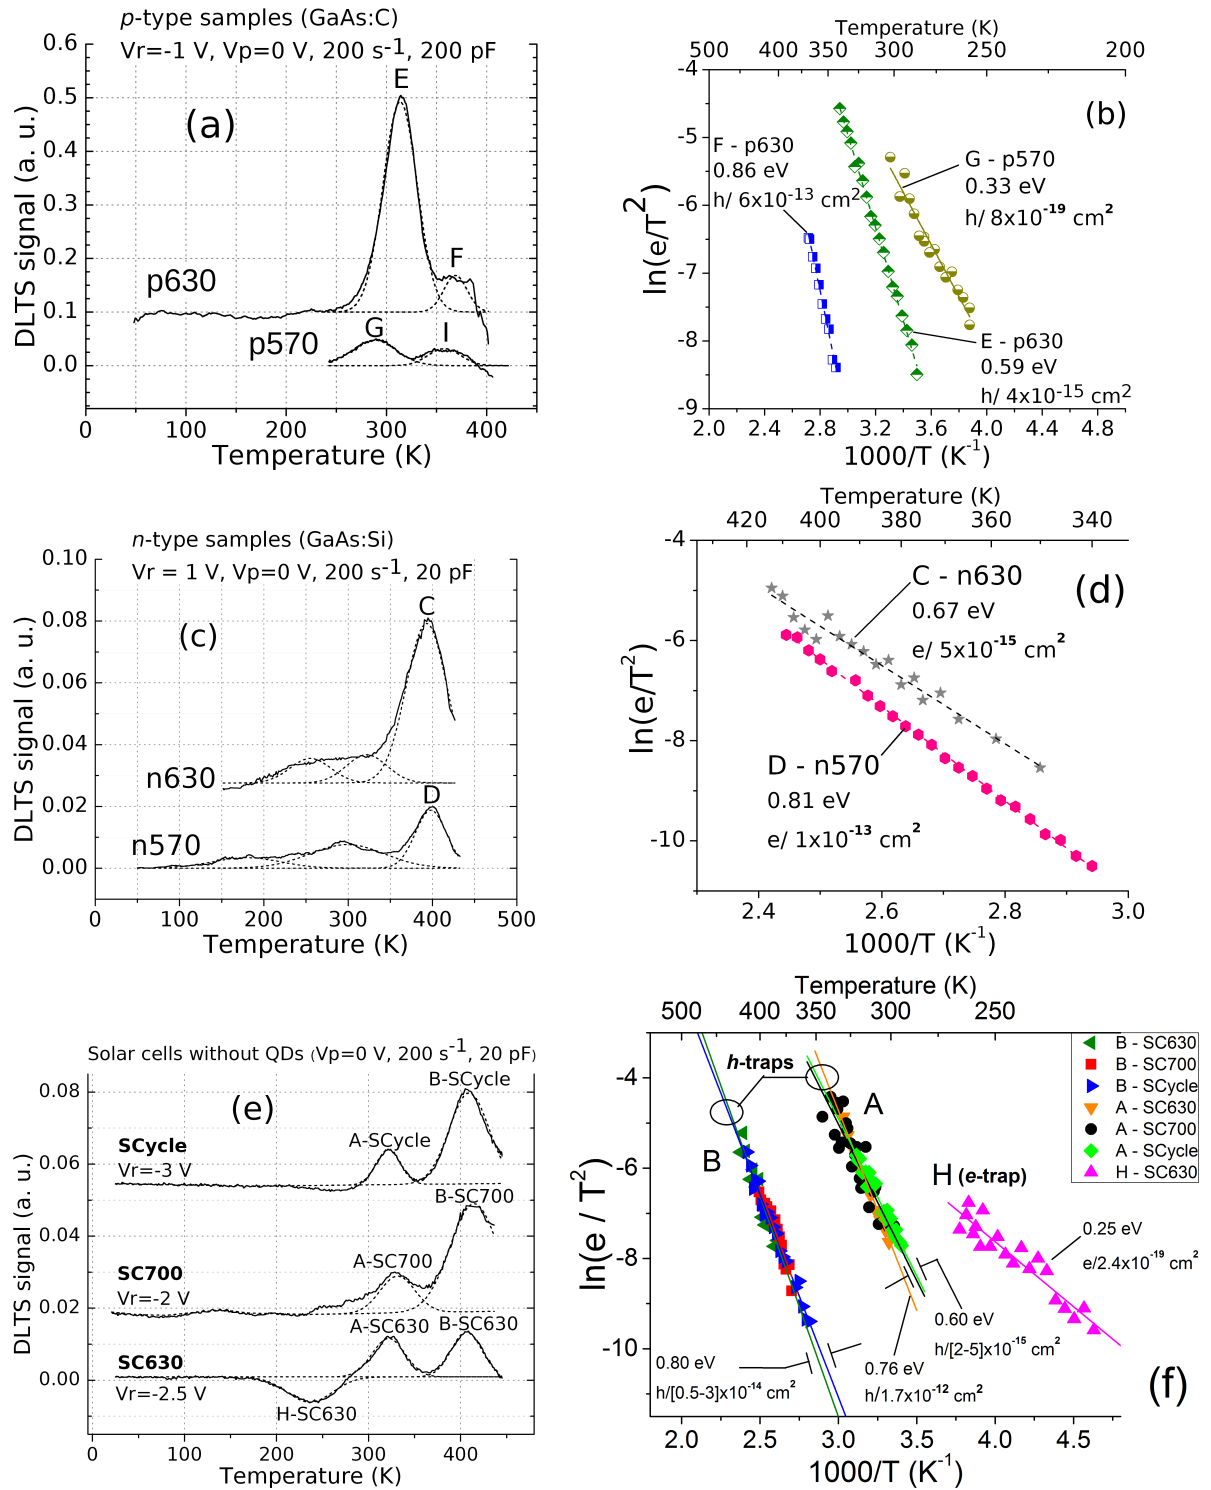 p-type samples (GaAs:C)
Vr=-1 V, Vp=0 V, 200 s-1, 200 pF
0.6
0.5
0.4
0.3
0.2
0.1
0.0
DLTS signal (a. u.)
(a)
E
F
p630
G
I
p570
0 100 200 300 400
Temperature (K)
Temperature (K)
500 400 350 300 250 200
-4
-5
-6
-7
-8
-9
ln(e/T2)
(b)
F - p630
0.86 eV
h/ 6x10-13 cm2
G - p570
0.33 eV
h/ 8x10-19 cm2
E - p630
0.59 eV
h/ 4x10-15 cm2
2.0 2.4 2.8 3.2 3.6 4.0 4.4 4.8
1000/T (K-1)
n-type samples (GaAs:Si)
Vr = 1 V, Vp=0 V, 200 s-1, 20 pF
0.10
0.08
0.06
0.04
0.02
0.00
DLTS signal (a. u.)
(c)
C
n630
D
n570
0 100 200 300 400 500
Temperature (K)
Temperature (K)
420 400 380 360 340
-4
-6
-8
-10
ln(e/T2)
(d)
C - n630
0.67 eV
e/ 5x10-15 cm2
D - n570
0.81 eV
e/ 1x10-13 cm2
2.4 2.6 2.8 3.0
1000/T (K-1)
Solar cells without QDs (Vp=0 V, 200 s-1, 20 pF)
0.08
0.06
0.04
0.02
0.00
DLTS signal (a. u.)
(e)
B-SCycle
A-SCycle
SCycle
Vr=-3 V
B-SC700
A-SC700
SC700
Vr=-2 V
A-SC630
B-SC630
SC630
Vr=-2.5 V
H-SC630
0 100 200 300 400
Temperature (K)
Temperature (K)
500 400 350 300 250
-4
-6
-8
-10
ln(e / T2)
h-traps
A
B
H (e-trap)
B - SC630
B - SC700
B - SCycle
A - SC630
A - SC700
A - SCycle
H - SC630
0.25 eV
e/2.4x10-19 cm2
0.60 eV
h/[2-5]x10-15 cm2
0.80 eV
h/[0.5-3]x10-14 cm2
0.76 eV
h/1.7x10-12 cm2
(f)
2.0 2.5 3.0 3.5 4.0 4.5
1000/T (K-1)